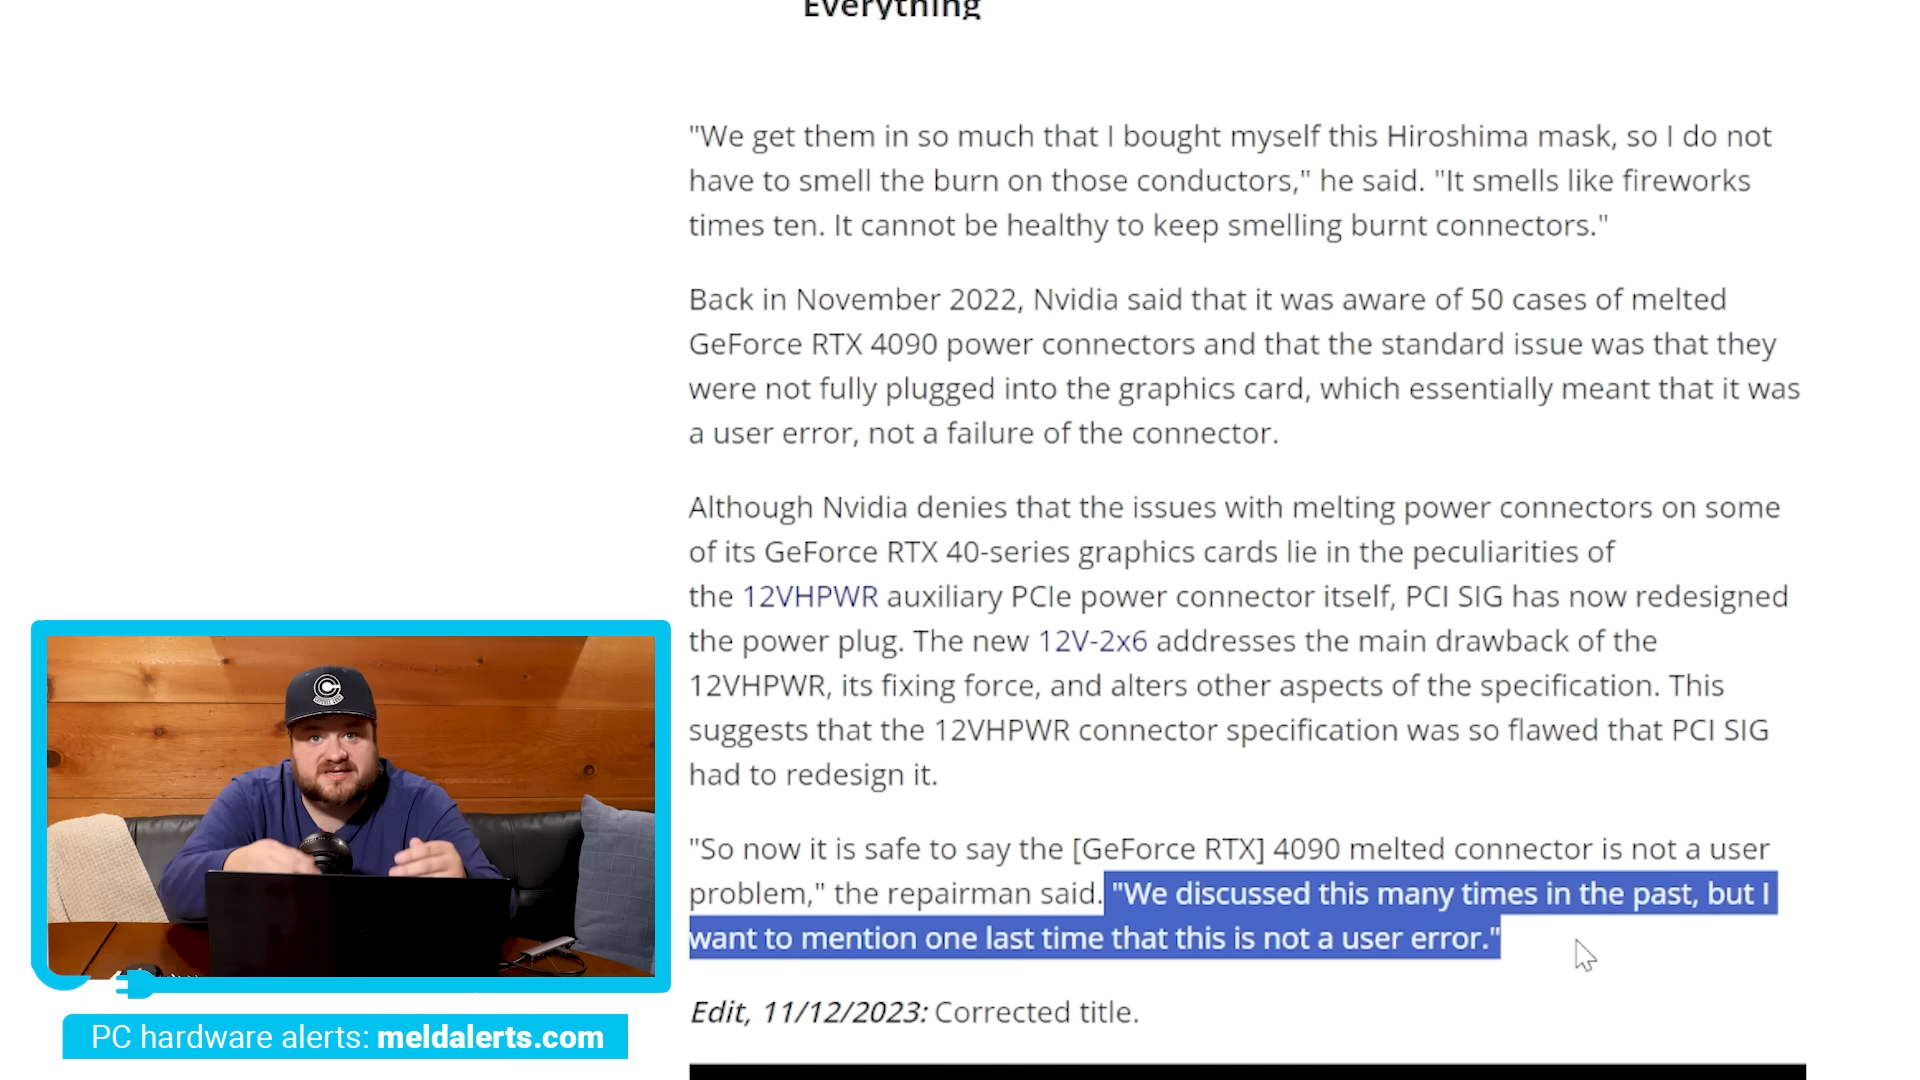 Everything
"We get them in so much that I bought myself this Hiroshima mask, so I do not
have to smell the burn on those conductors," he said. "It smells like fireworks
times ten. It cannot be healthy to keep smelling burnt connectors."
Back in November 2022, Nvidia said that it was aware of 50 cases of melted
GeForce RTX 4090 power connectors and that the standard issue was that they
were not fully plugged into the graphics card, which essentially meant that it was
a user error, not a failure of the connector.
Although Nvidia denies that the issues with melting power connectors on some
of its GeForce RTX 40-series graphics cards lie in the peculiarities of
the 12VHPWR auxiliary PCIe power connector itself, PCI SIG has now redesigned
the power plug. The new 12V-2x6 addresses the main drawback of the
12VHPWR, its fixing force, and alters other aspects of the specification. This
suggests that the 12VHPWR connector specification was so flawed that PCI SIG
had to redesign it.
"So now it is safe to say the [GeForce RTX] 4090 melted connector is not a user
problem," the repairman said. "We discussed this many times in the past, but I
want to mention one last time that this is not a user error."
Edit, 11/12/2023: Corrected title.
PC hardware alerts: meldalerts.com